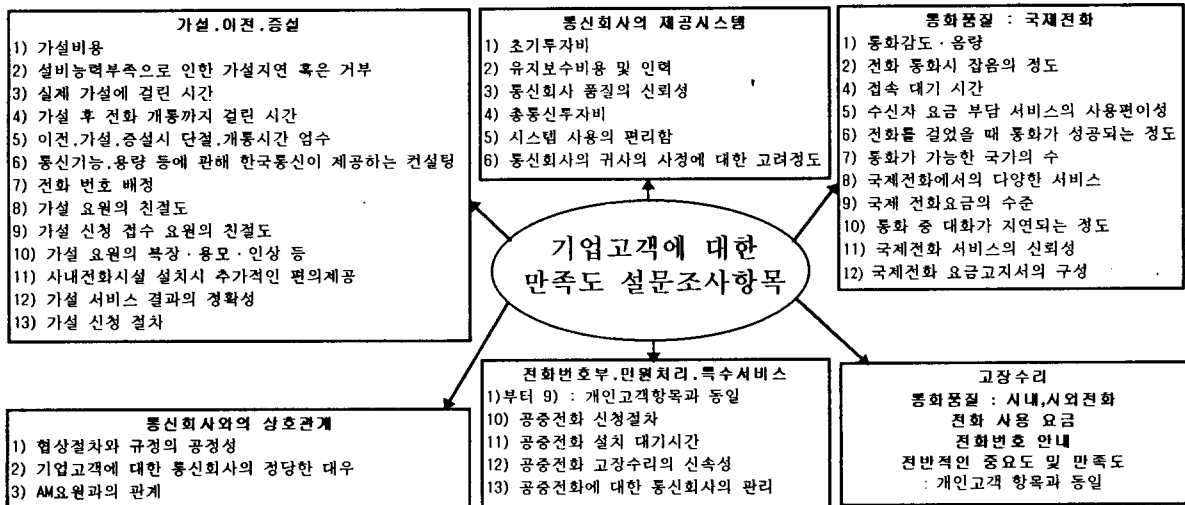 가설.이전.증설
1) 가설비용
2) 설비능력부족으로 인한 가설지연 혹은 거부
3) 실제 가설에 걸린 시간
4) 가설 후 전화 개통까지 걸린 시간
5) 이전.가설.증설시 단절.개통시간 엄수
6) 통신기능.용량 등에 관해 한국통신이 제공하는 컨설팅
7) 전화 번호 배정
8) 가설 요원의 친절도
9) 가설 신청 접수 요원의 친절도
10) 가설 요원의 복장·용모·인상 등
11) 사내전화시설 설치시 추가적인 편의제공
12) 가설 서비스 결과의 정확성
13) 가설 신청 절차
통신회사의 제공시스템
1) 초기투자비
2) 유지보수비용 및 인력
3) 통신회사 품질의 신뢰성
4) 총통신투자비
5) 시스템 사용의 편리함
6) 통신회사의 귀사의 사정에 대한 고려정도
통화품질 : 국제전화
1) 통화감도·음량
2) 전화 통화시 잡음의 정도
4) 접속 대기 시간
5) 수신자 요금 부담 서비스의 사용편이성
6) 전화를 걸었을 때 통화가 성공되는 정도
7) 통화가 가능한 국가의 수
8) 국제전화에서의 다양한 서비스
9) 국제 전화요금의 수준
10) 통화 중 대화가 지연되는 정도
11) 국제전화 서비스의 신뢰성
12) 국제전화 요금고지서의 구성
기업고객에 대한
만족도 설문조사항목
통신회사와의 상호관계
1) 협상절차와 규정의 공정성
2) 기업고객에 대한 통신회사의 정당한 대우
3) AM요원과의 관계
전화번호부.민원처리.특수서비스
1)부터 9) : 개인고객항목과 동일
10) 공중전화 신청절차
11) 공중전화 설치 대기시간
12) 공중전화 고장수리의 신속성
13) 공중전화에 대한 통신회사의 관리
고장수리
통화품질 : 시내,시외전화
전화 사용 요금
전화번호 안내
전반적인 중요도 및 만족도
: 개인고객 항목과 동일